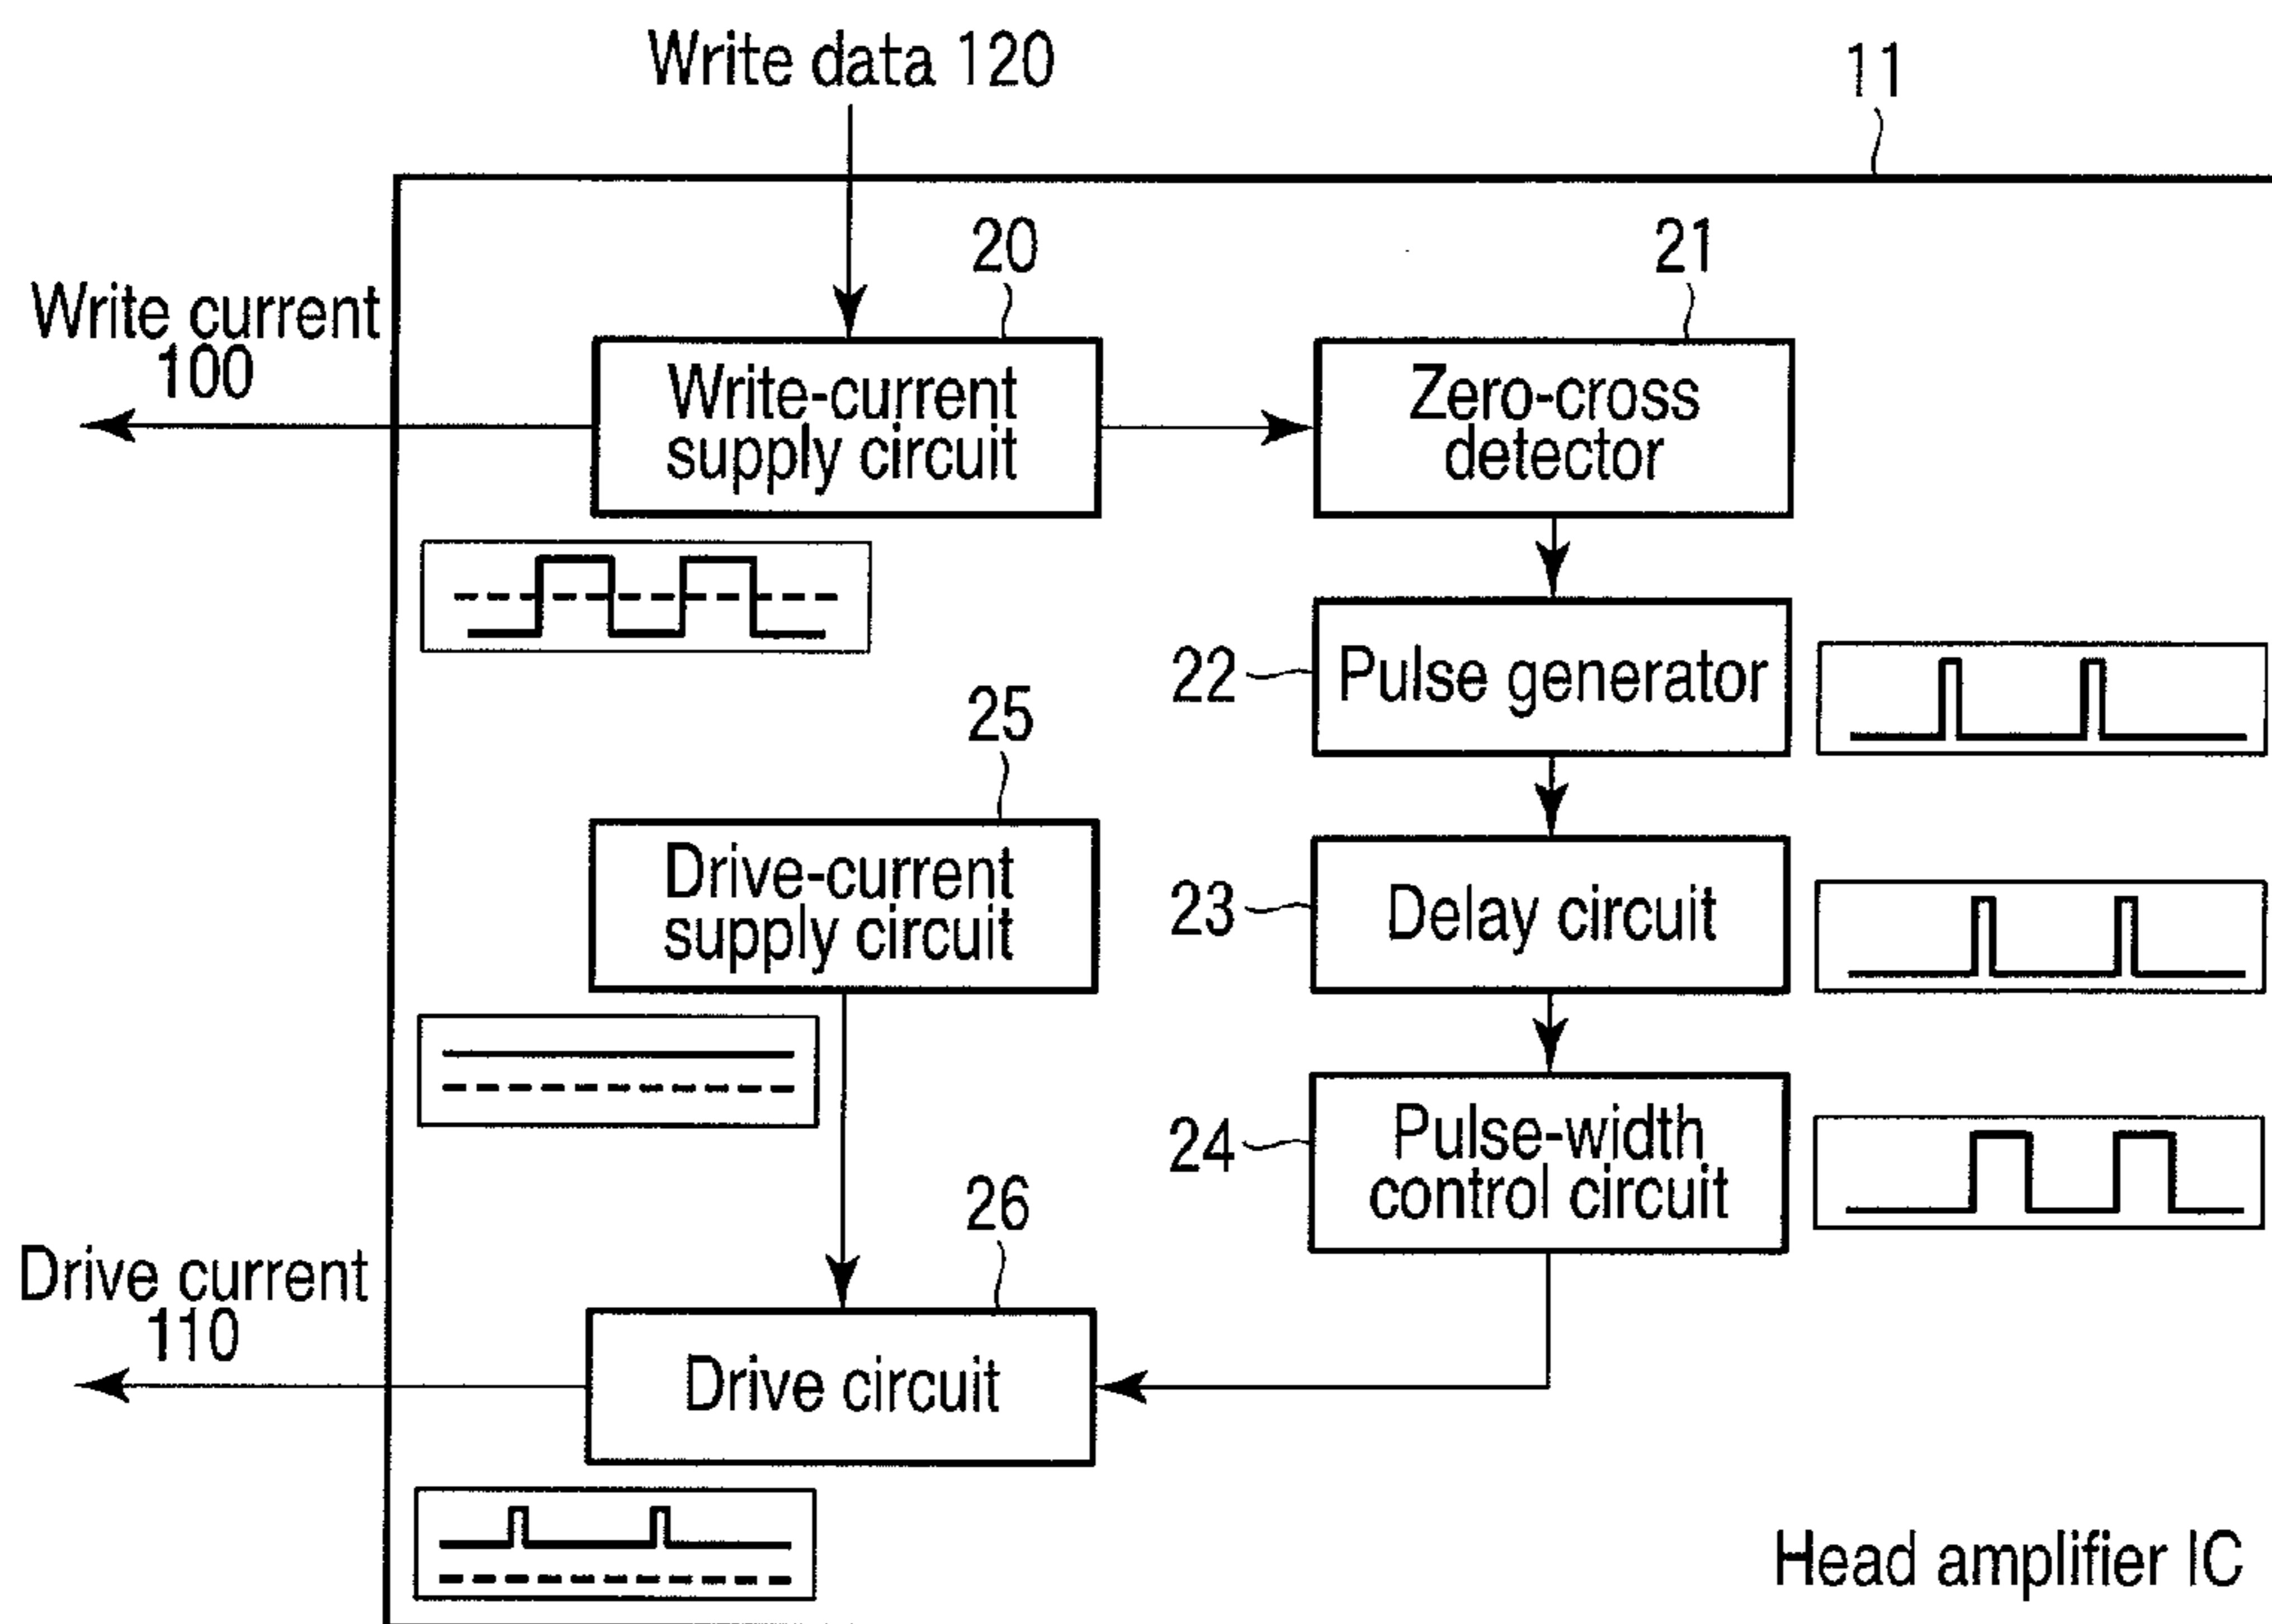 Write data 120
11
20
21
Write current
100
Write-current
supply circuit
Zero-cross
detector
22
Pulse generator
25
Drive-current
supply circuit
23
Delay circuit
24
Pulse-width
control circuit
26
Drive current
110
Drive circuit
Head amplifier IC